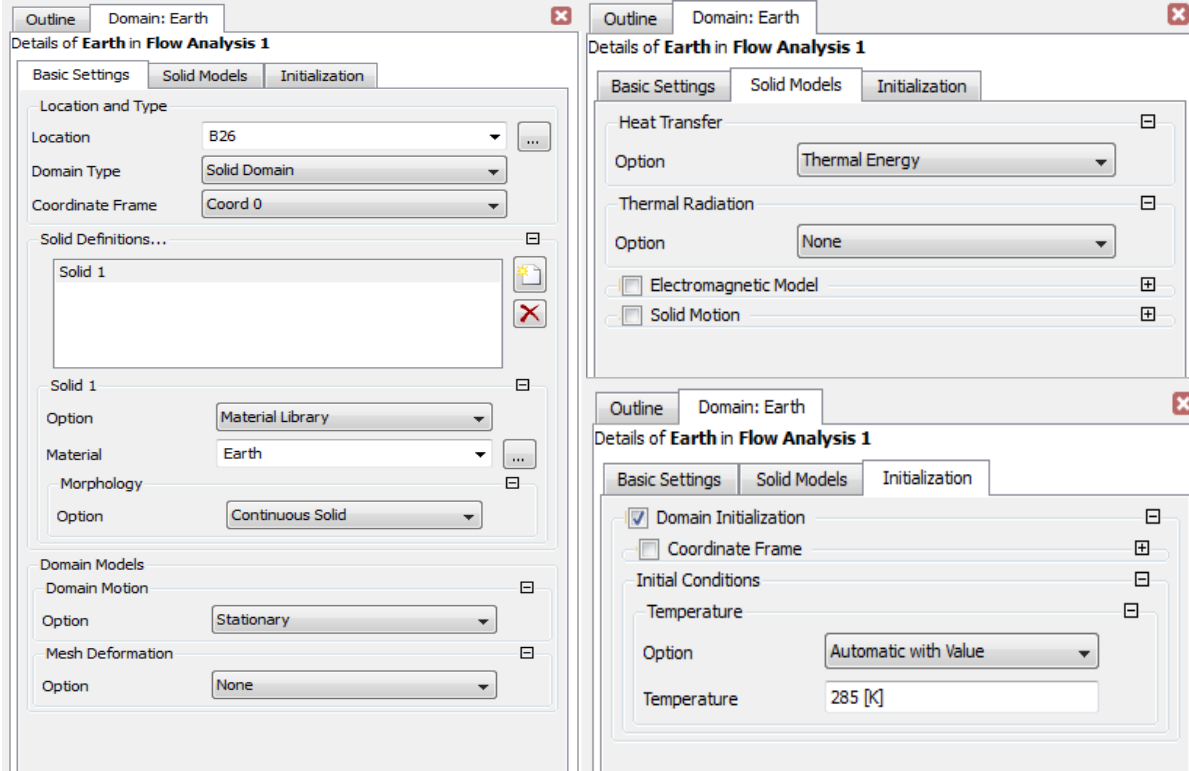 Outline Domain: Earth
Details of Earth in Flow Analysis 1
Basic Settings Solid Models Initialization
Location and Type
Location B26 ...
Domain Type Solid Domain
Coordinate Frame Coord 0
Solid Definitions...
Solid 1
Solid 1
Option Material Library
Material Earth ...
Morphology
Option Continuous Solid
Domain Models
Domain Motion
Option Stationary
Mesh Deformation
Option None
Outline Domain: Earth
Details of Earth in Flow Analysis 1
Basic Settings Solid Models Initialization
Heat Transfer
Option Thermal Energy
Thermal Radiation
Option None
Electromagnetic Model
Solid Motion
Outline Domain: Earth
Details of Earth in Flow Analysis 1
Basic Settings Solid Models Initialization
Domain Initialization
Coordinate Frame
Initial Conditions
Temperature
Option Automatic with Value
Temperature 285 [K]